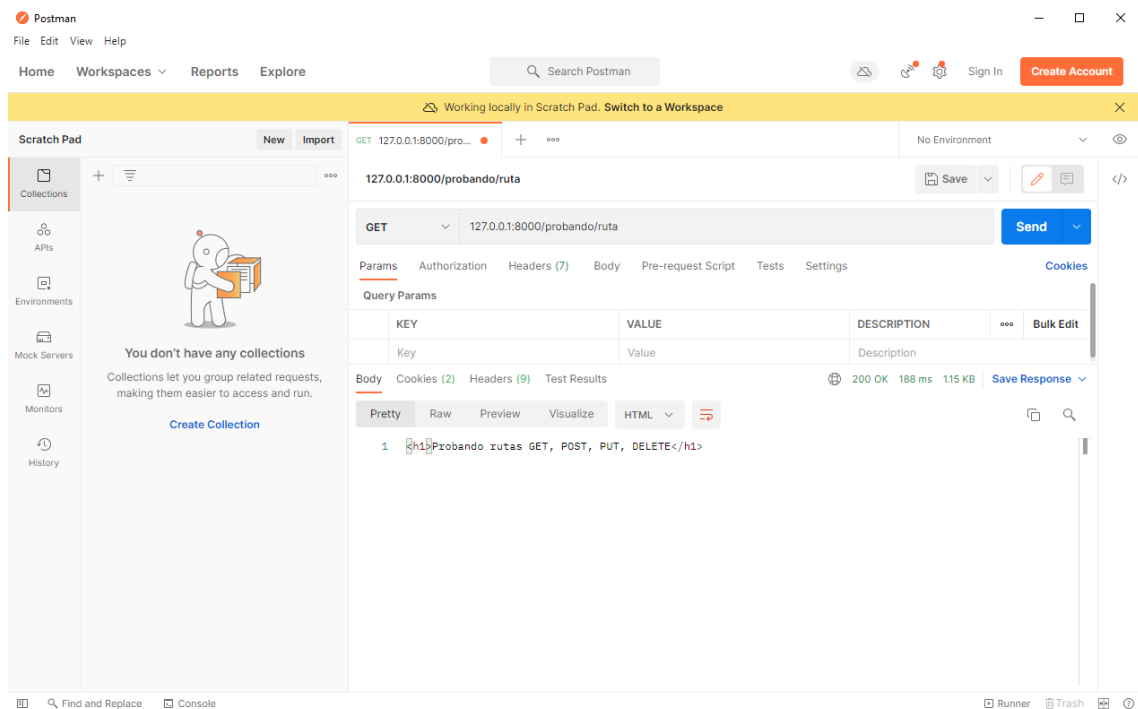 Postman
File Edit View Help
Home Workspaces Reports Explore Search Postman Sign In Create Account
Working locally in Scratch Pad. Switch to a Workspace
Scratch Pad New Import GET 127.0.0.1:8000/pro... No Environment
Collections
APIs
Environments
Mock Servers
Monitors
History
You don't have any collections
Collections let you group related requests,
making them easier to access and run.
Create Collection
127.0.0.1:8000/probando/ruta Save
GET 127.0.0.1:8000/probando/ruta Send
Params Authorization Headers (7) Body Pre-request Script Tests Settings Cookies
Query Params
KEY VALUE DESCRIPTION Bulk Edit
Key Value Description
Body Cookies (2) Headers (9) Test Results 200 OK 188 ms 1.15 KB Save Response
Pretty Raw Preview Visualize HTML
1 <h1>Probando rutas GET, POST, PUT, DELETE</h1>
Find and Replace Console Runner Trash